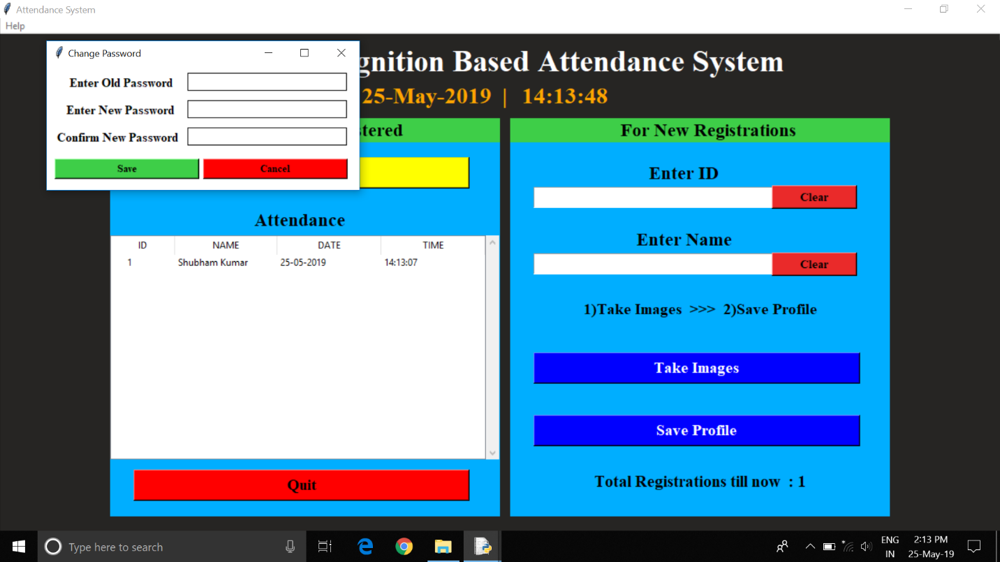 Attendance System
Help
Change Password
Enter Old Password
Enter New Password
Confirm New Password
Save Cancel
gnition Based Attendance System
25-May-2019 | 14:13:48
stered
Attendance
ID NAME DATE TIME
1 Shubham Kumar 25-05-2019 14:13:07
Quit
For New Registrations
Enter ID
Clear
Enter Name
Clear
1)Take Images >>> 2)Save Profile
Take Images
Save Profile
Total Registrations till now : 1
Type here to search
ENG
IN
2:13 PM
25-May-19